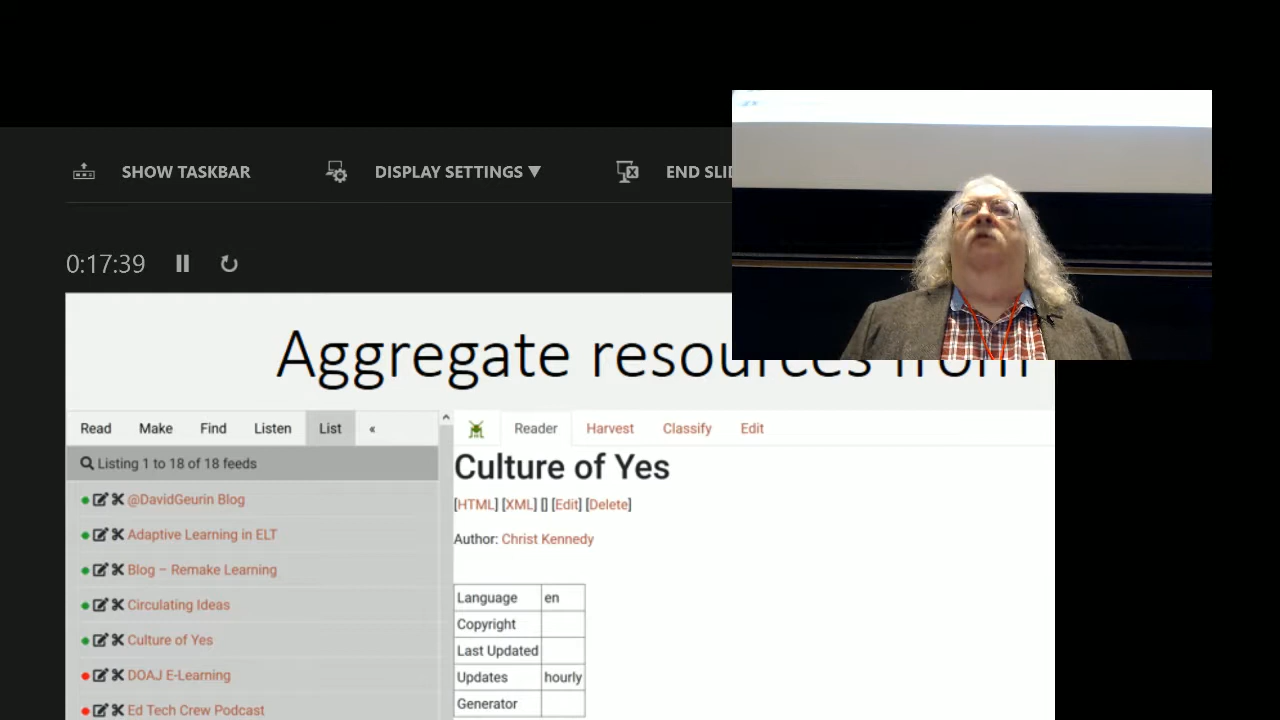 SHOW TASKBAR
DISPLAY SETTINGS ▼
END SLI
0:17:39
Aggregate resources from
Read
Make
Find
Listen
List
«
Listing 1 to 18 of 18 feeds
@DavidGeurin Blog
Adaptive Learning in ELT
Blog – Remake Learning
Circulating Ideas
Culture of Yes
DOAJ E-Learning
Ed Tech Crew Podcast
Reader
Harvest
Classify
Edit
Culture of Yes
[HTML] [XML] [] [Edit] [Delete]
Author: Christ Kennedy
Language en
Copyright
Last Updated
Updates hourly
Generator